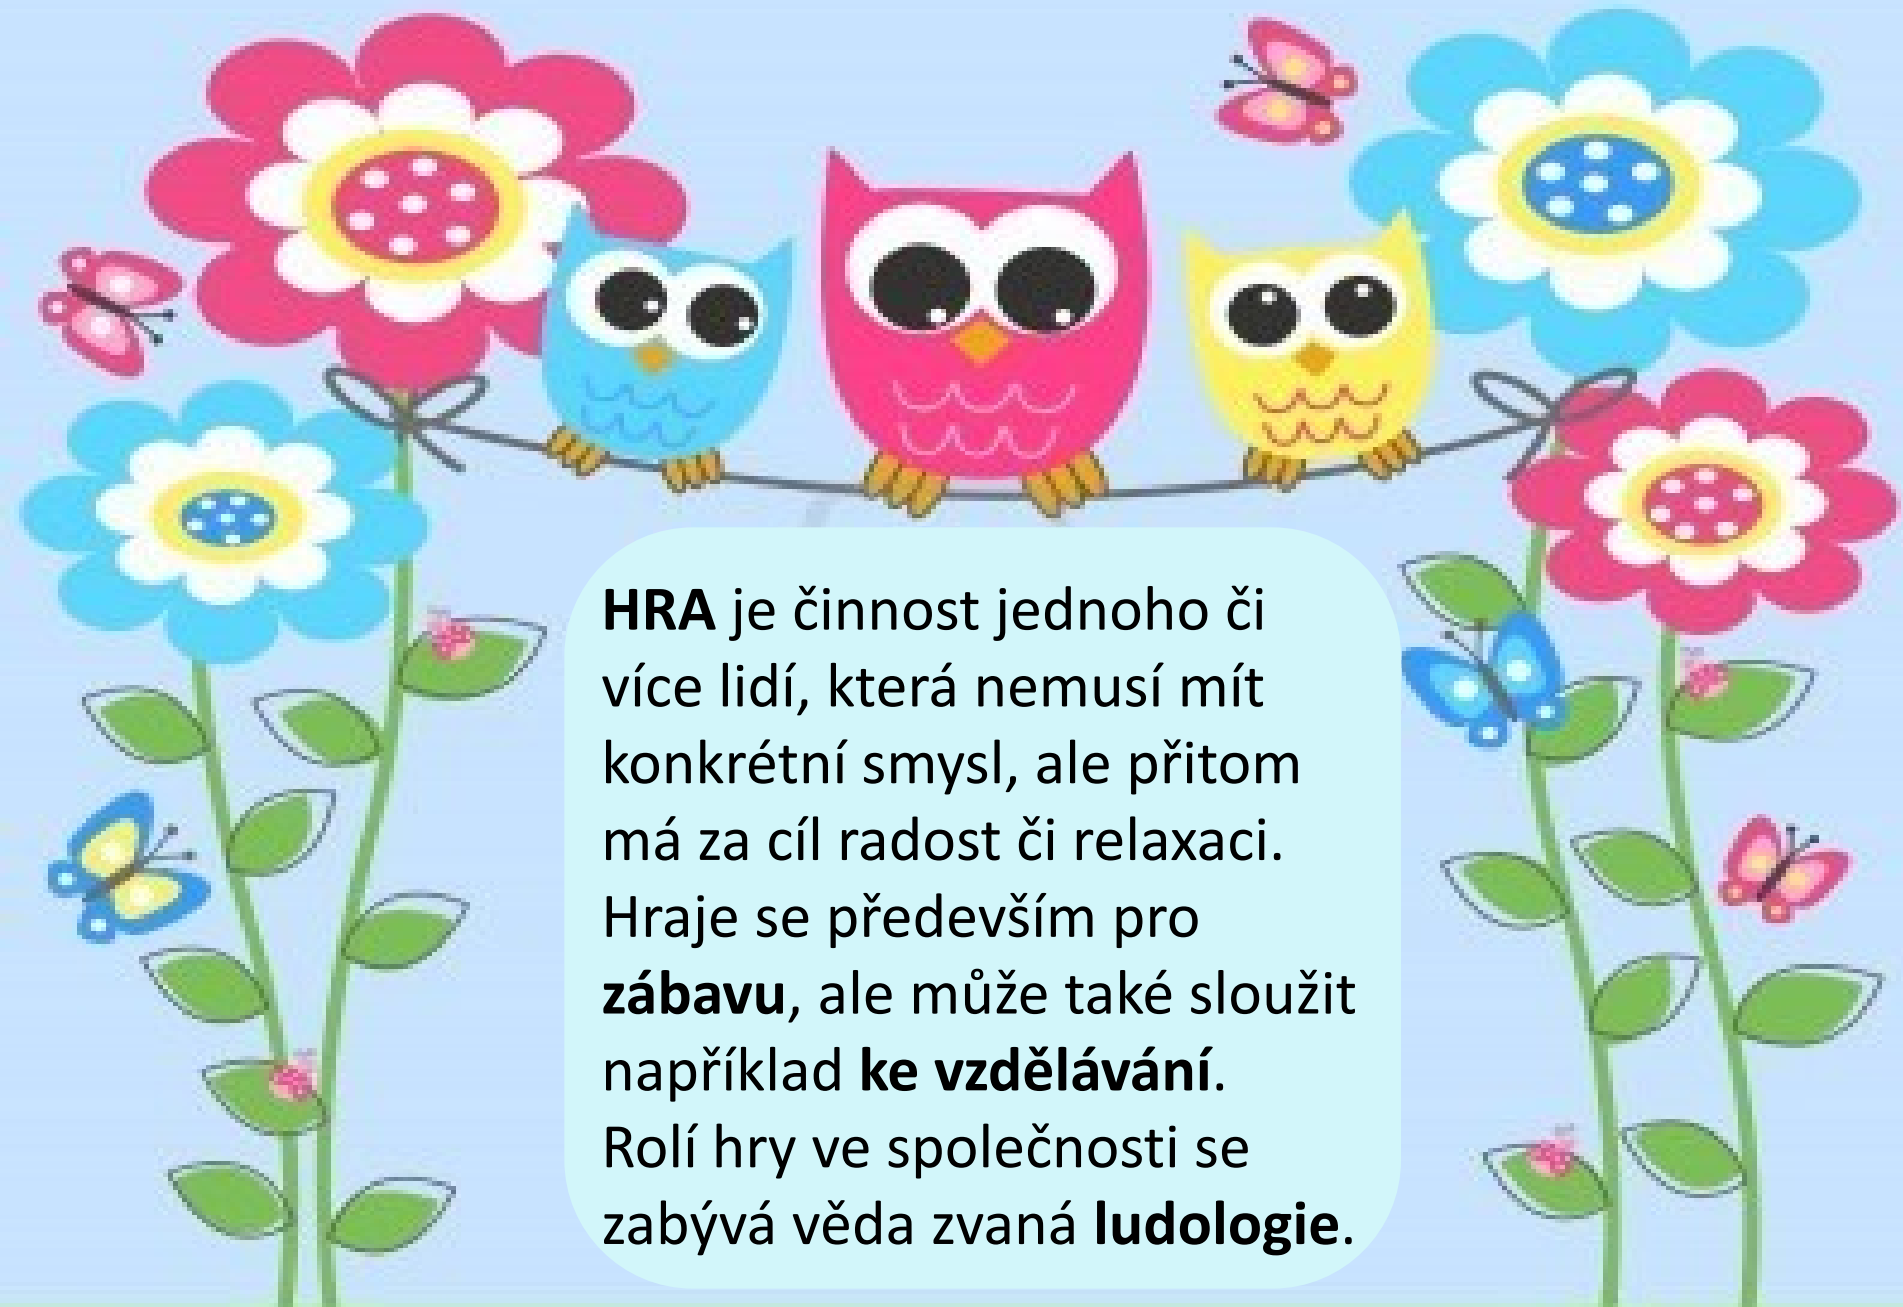 HRA je činnost jednoho či
více lidí, která nemusí mít
konkrétní smysl, ale přitom
má za cíl radost či relaxaci.
Hraje se především pro
zábavu, ale může také sloužit
například ke vzdělávání.
Rolí hry ve společnosti se
zabývá věda zvaná ludologie.